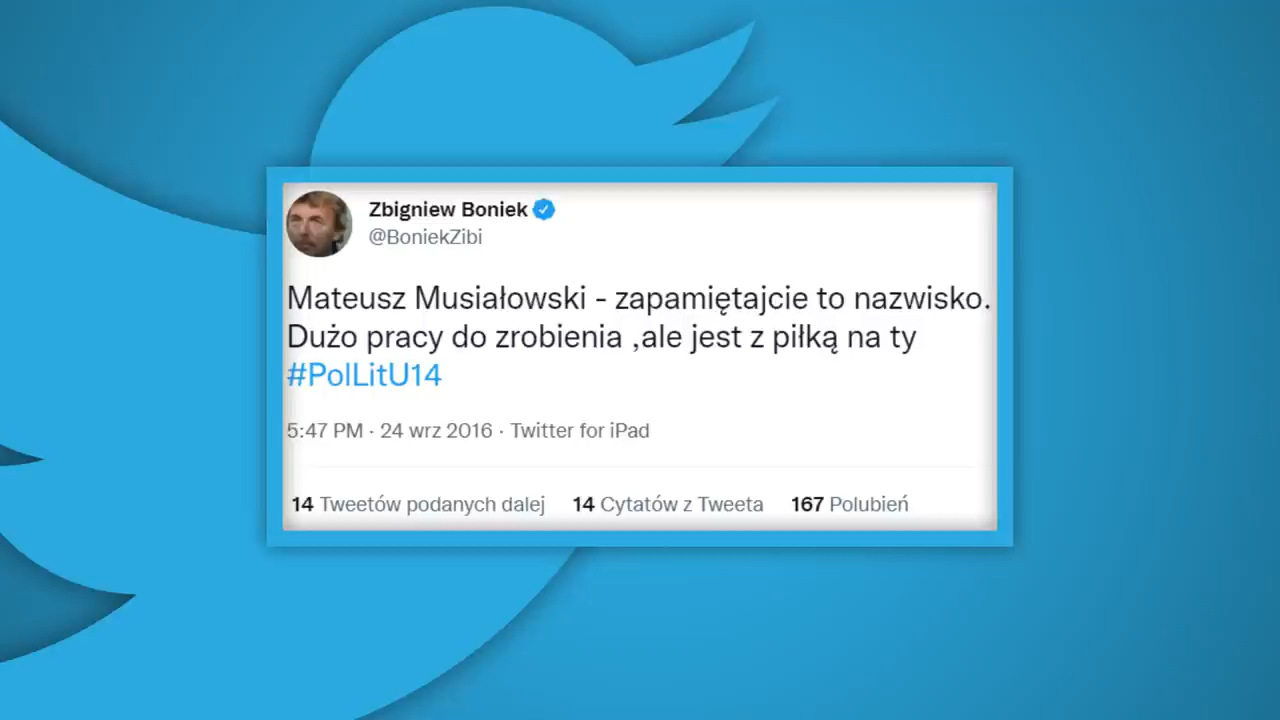 Zbigniew Boniek
@BoniekZibi
Mateusz Musiałowski - zapamiętajcie to nazwisko.
Dużo pracy do zrobienia ,ale jest z piłką na ty
#PolLitU14
5:47 PM · 24 wrz 2016 · Twitter for iPad
14 Tweetów podanych dalej 14 Cytatów z Tweeta 167 Polubień